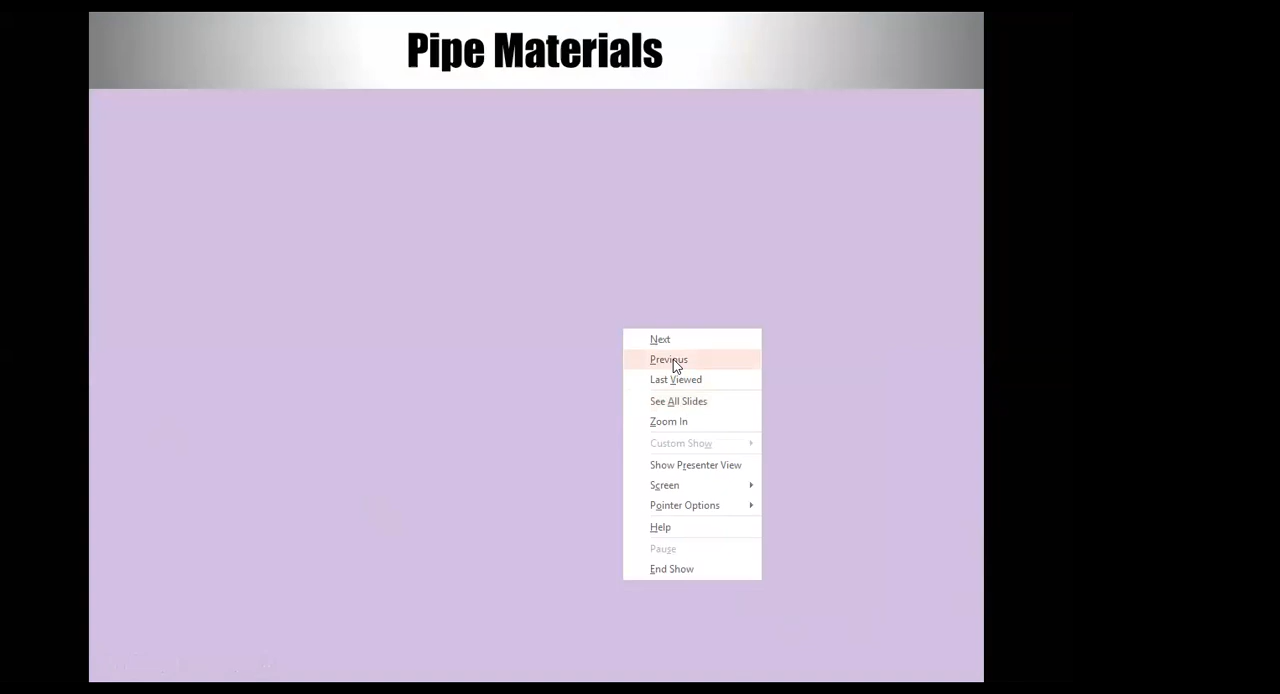 Pipe Materials
Next
Previous
Last Viewed
See All Slides
Zoom In
Custom Show
Show Presenter View
Screen
Pointer Options
Help
Pause
End Show